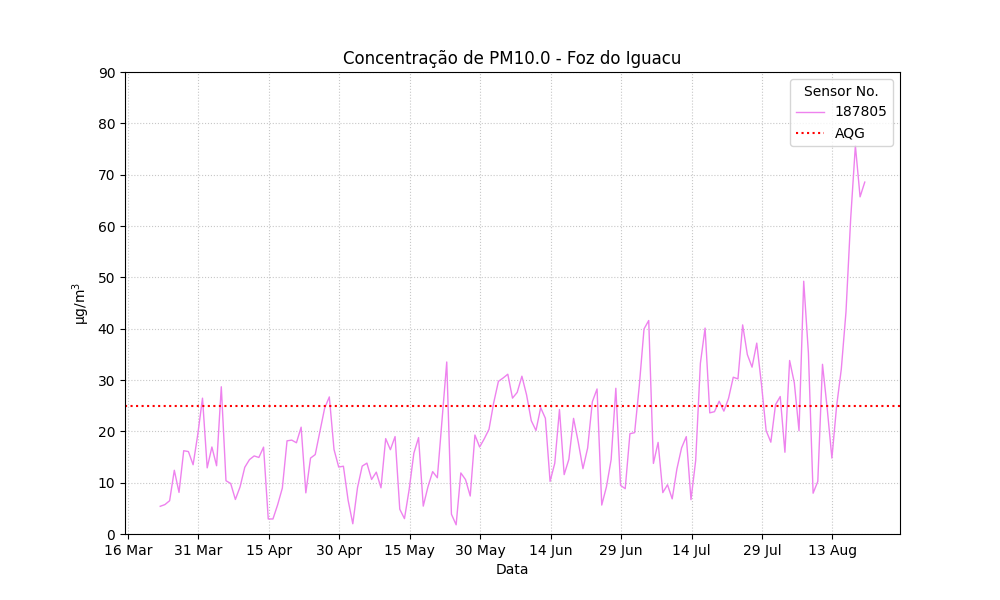 Concentração de PM10.0 - Foz do Iguacu
Sensor No.
187805
AQG
µg/m³
90
80
70
60
50
40
30
20
10
0
16 Mar 31 Mar 15 Apr 30 Apr 15 May 30 May 14 Jun 29 Jun 14 Jul 29 Jul 13 Aug
Data